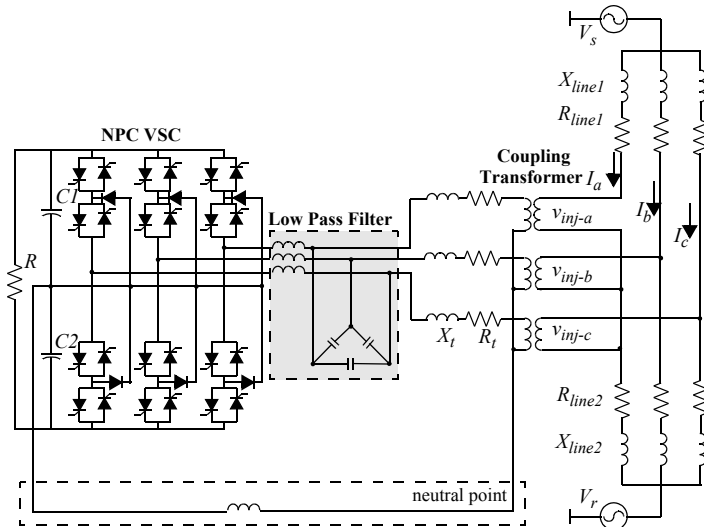 V_s
X_line1
R_line1
NPC VSC
Coupling
Transformer
I_a
C1
Low Pass Filter
v_inj-a
I_b
I_c
R
v_inj-b
C2
X_t
R_t
v_inj-c
R_line2
X_line2
neutral point
V_r